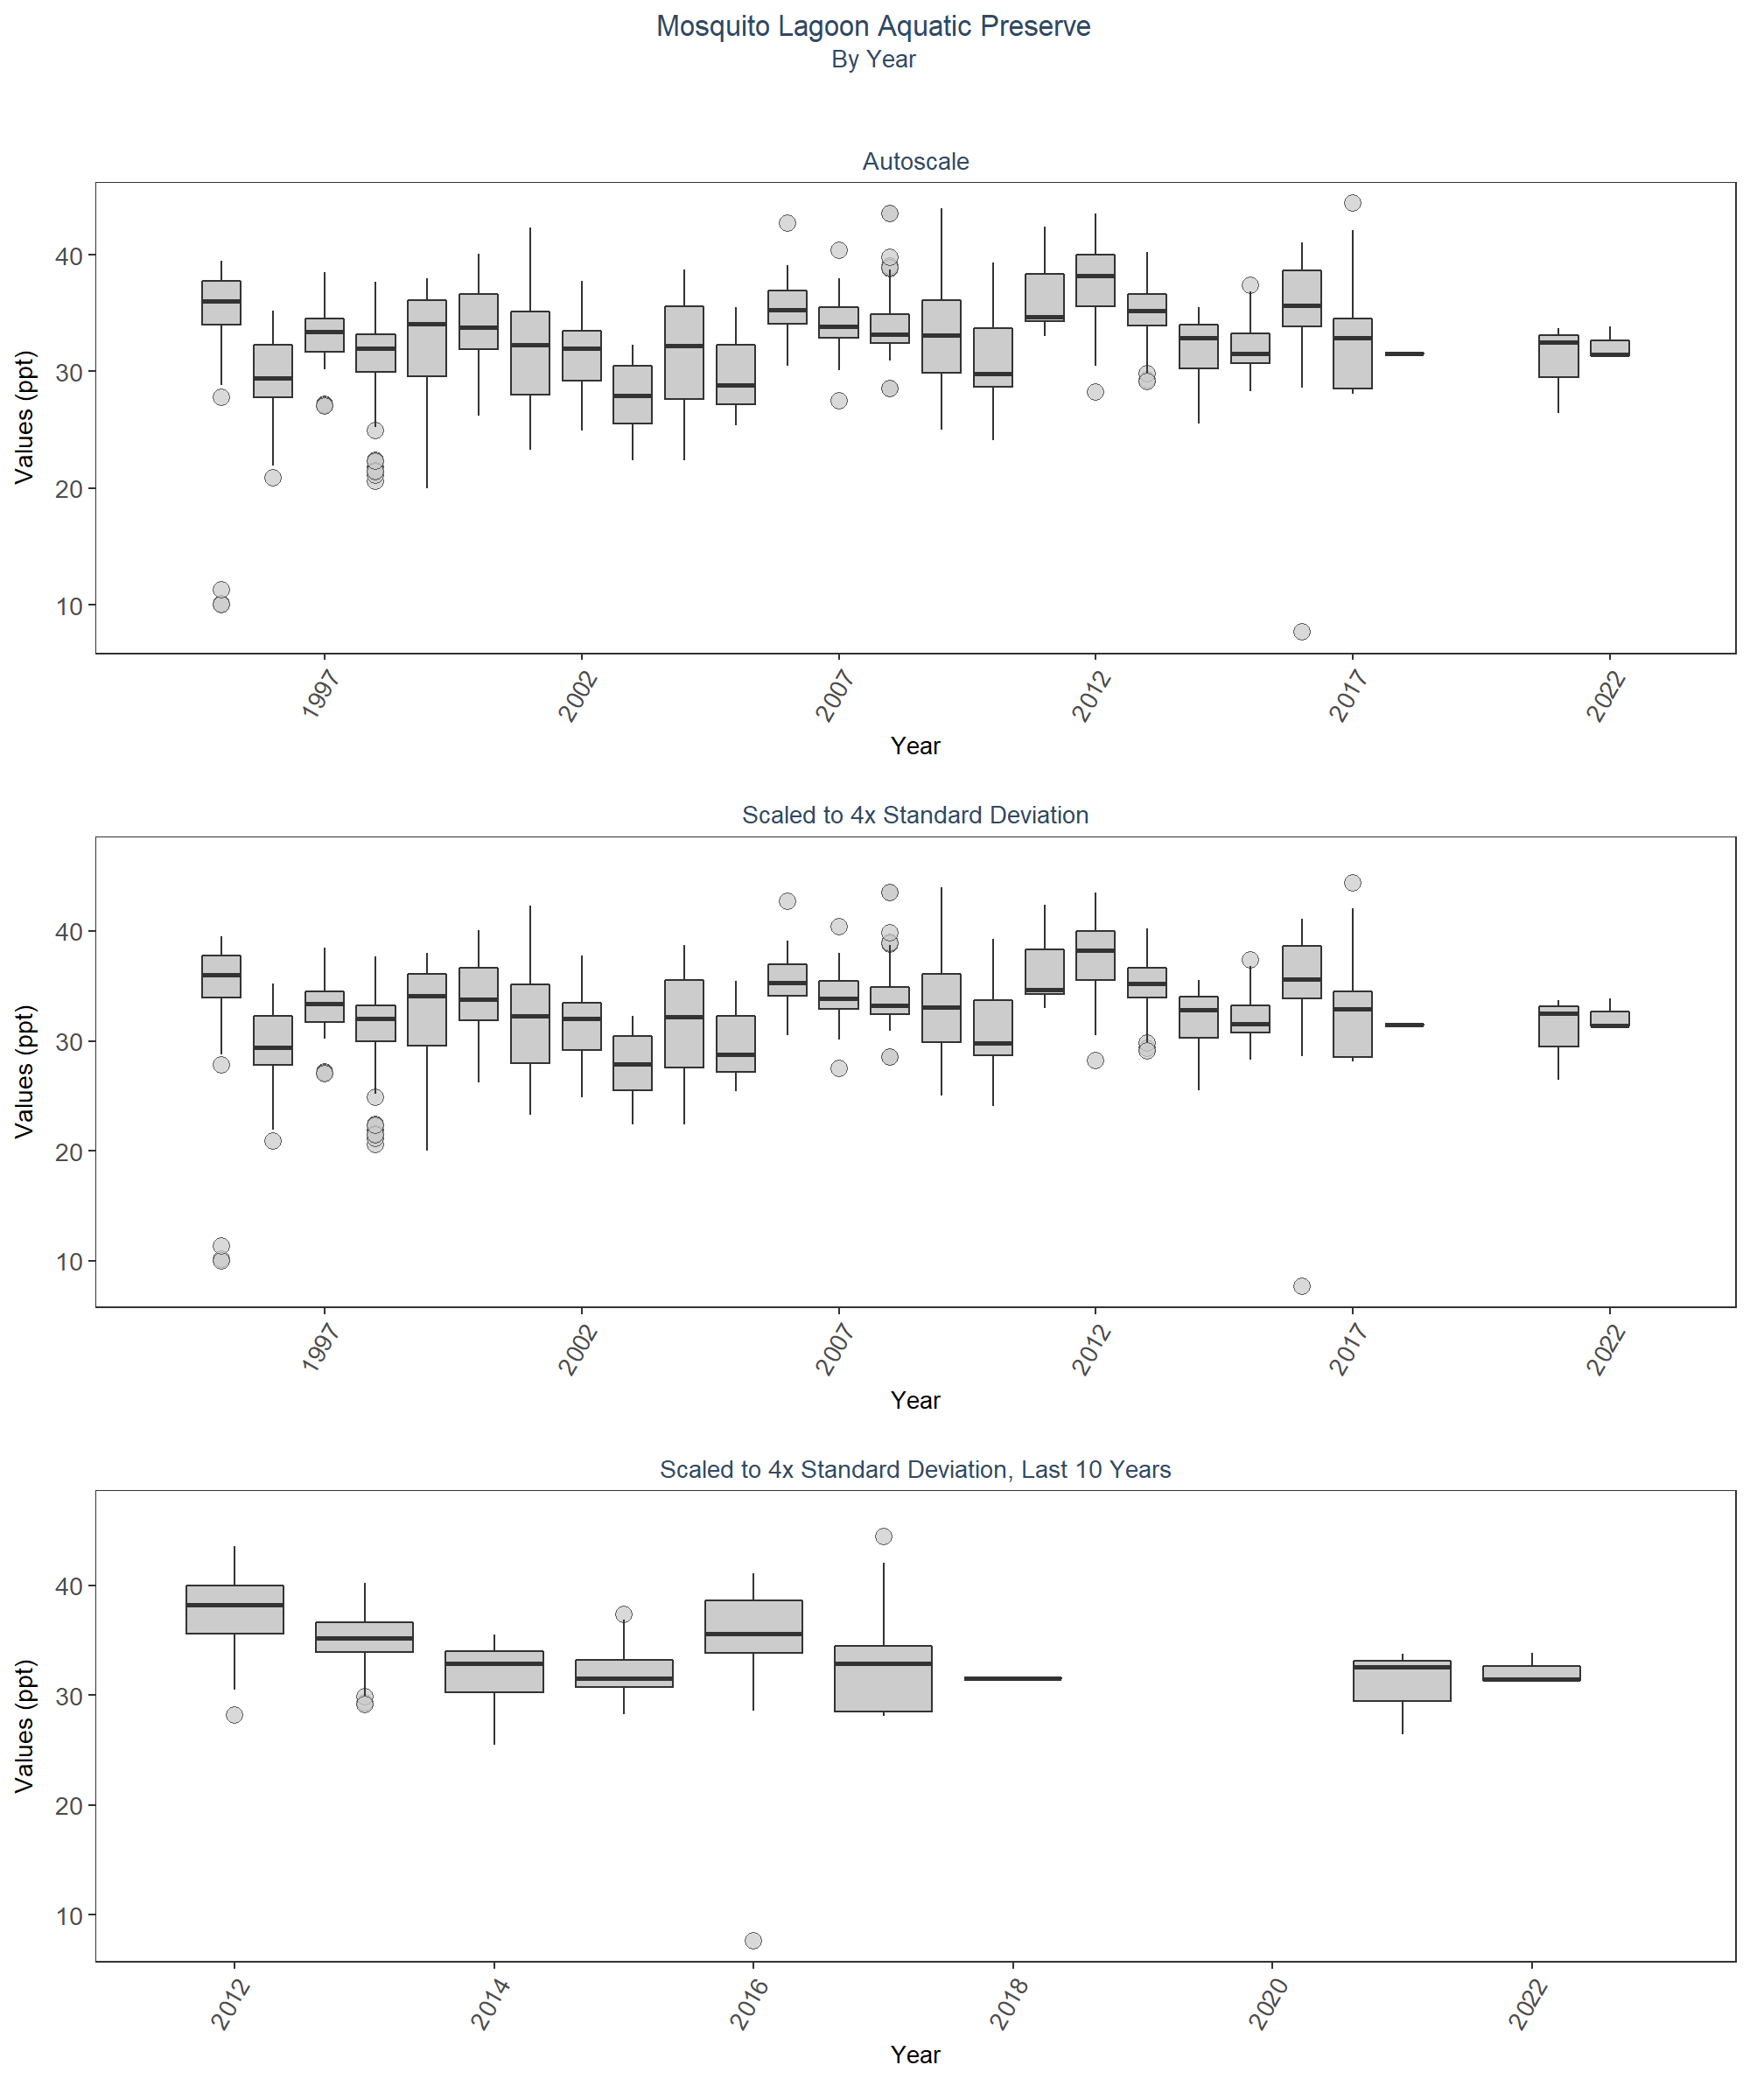 Mosquito Lagoon Aquatic Preserve
By Year
Autoscale
Values (ppt)
40
30
20
10
1997
2002
2007
2012
2017
2022
Year
Scaled to 4x Standard Deviation
Values (ppt)
40
30
20
10
1997
2002
2007
2012
2017
2022
Year
Scaled to 4x Standard Deviation, Last 10 Years
Values (ppt)
40
30
20
10
2012
2014
2016
2018
2020
2022
Year